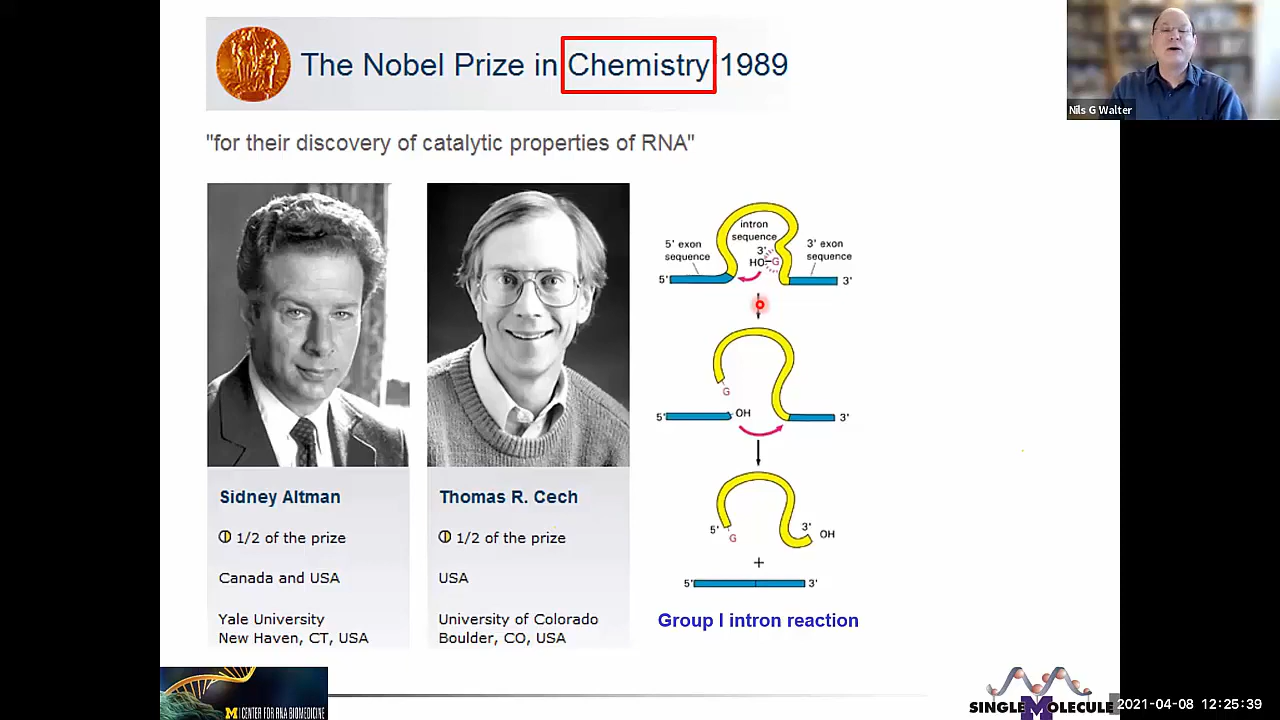 The Nobel Prize in Chemistry 1989
"for their discovery of catalytic properties of RNA"
Sidney Altman
1/2 of the prize
Canada and USA
Yale University
New Haven, CT, USA
Thomas R. Cech
1/2 of the prize
USA
University of Colorado
Boulder, CO, USA
intron
sequence
5' exon
sequence
3'
HO-G
3' exon
sequence
5'
3'
G
5'
OH
3'
5'
G
3'
OH
+
5'
3'
Group I intron reaction
Nils G Walter
M CENTER FOR RNA BIOMEDICINE
SINGLE MOLECULE
2021-04-08 12:25:39